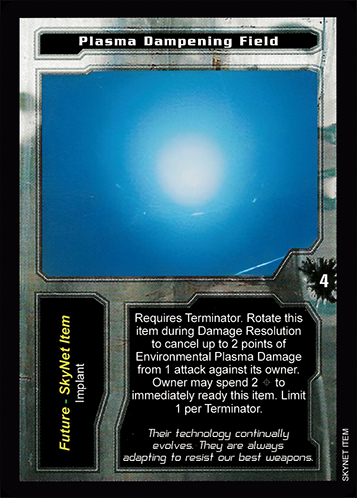 Plasma Dampening Field
4
Future - SkyNet Item
Implant
Requires Terminator. Rotate this
item during Damage Resolution
to cancel up to 2 points of
Environmental Plasma Damage
from 1 attack against its owner.
Owner may spend 2 to
immediately ready this item. Limit
1 per Terminator.
Their technology continually
evolves. They are always
adapting to resist our best weapons.
SKYNET ITEM